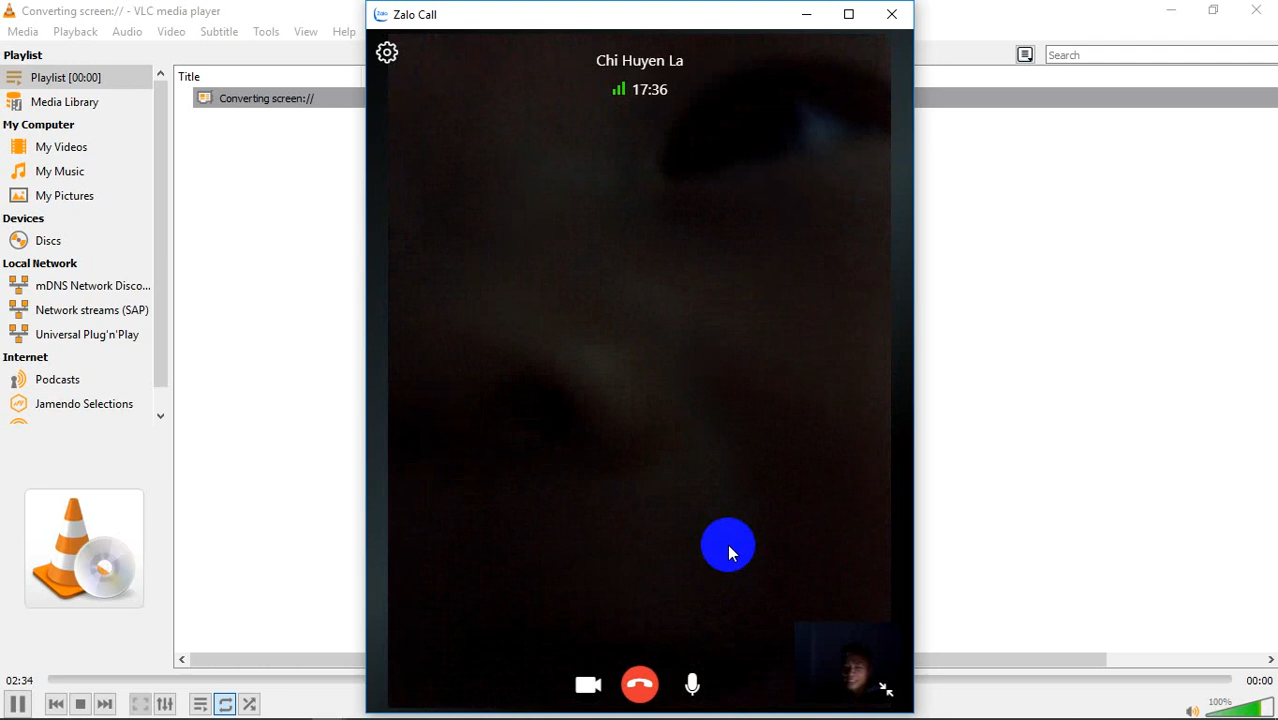 Converting screen:// - VLC media player
Media Playback Audio Video Subtitle Tools View Help
Playlist
Playlist [00:00]
Media Library
My Computer
My Videos
My Music
My Pictures
Devices
Discs
Local Network
mDNS Network Disco...
Network streams (SAP)
Universal Plug'n'Play
Internet
Podcasts
Jamendo Selections
Title
Converting screen://
Search
Zalo Call
Chi Huyen La
17:36
02:34
00:00
100%